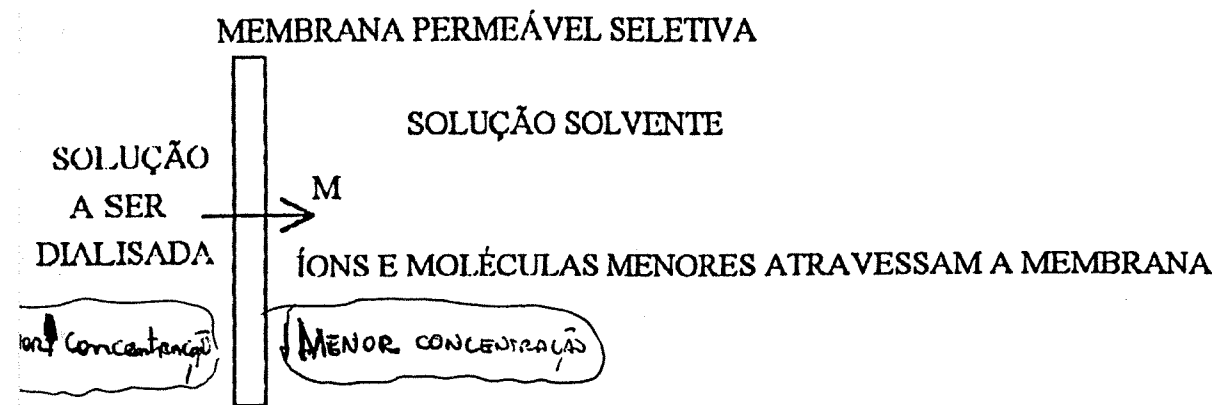 MEMBRANA PERMEÁVEL SELETIVA
SOLUÇÃO SOLVENTE
SOLUÇÃO
A SER
DIALISADA
M
ÍONS E MOLÉCULAS MENORES ATRAVESSAM A MEMBRANA
concentração
MENOR CONCENTRAÇÃO